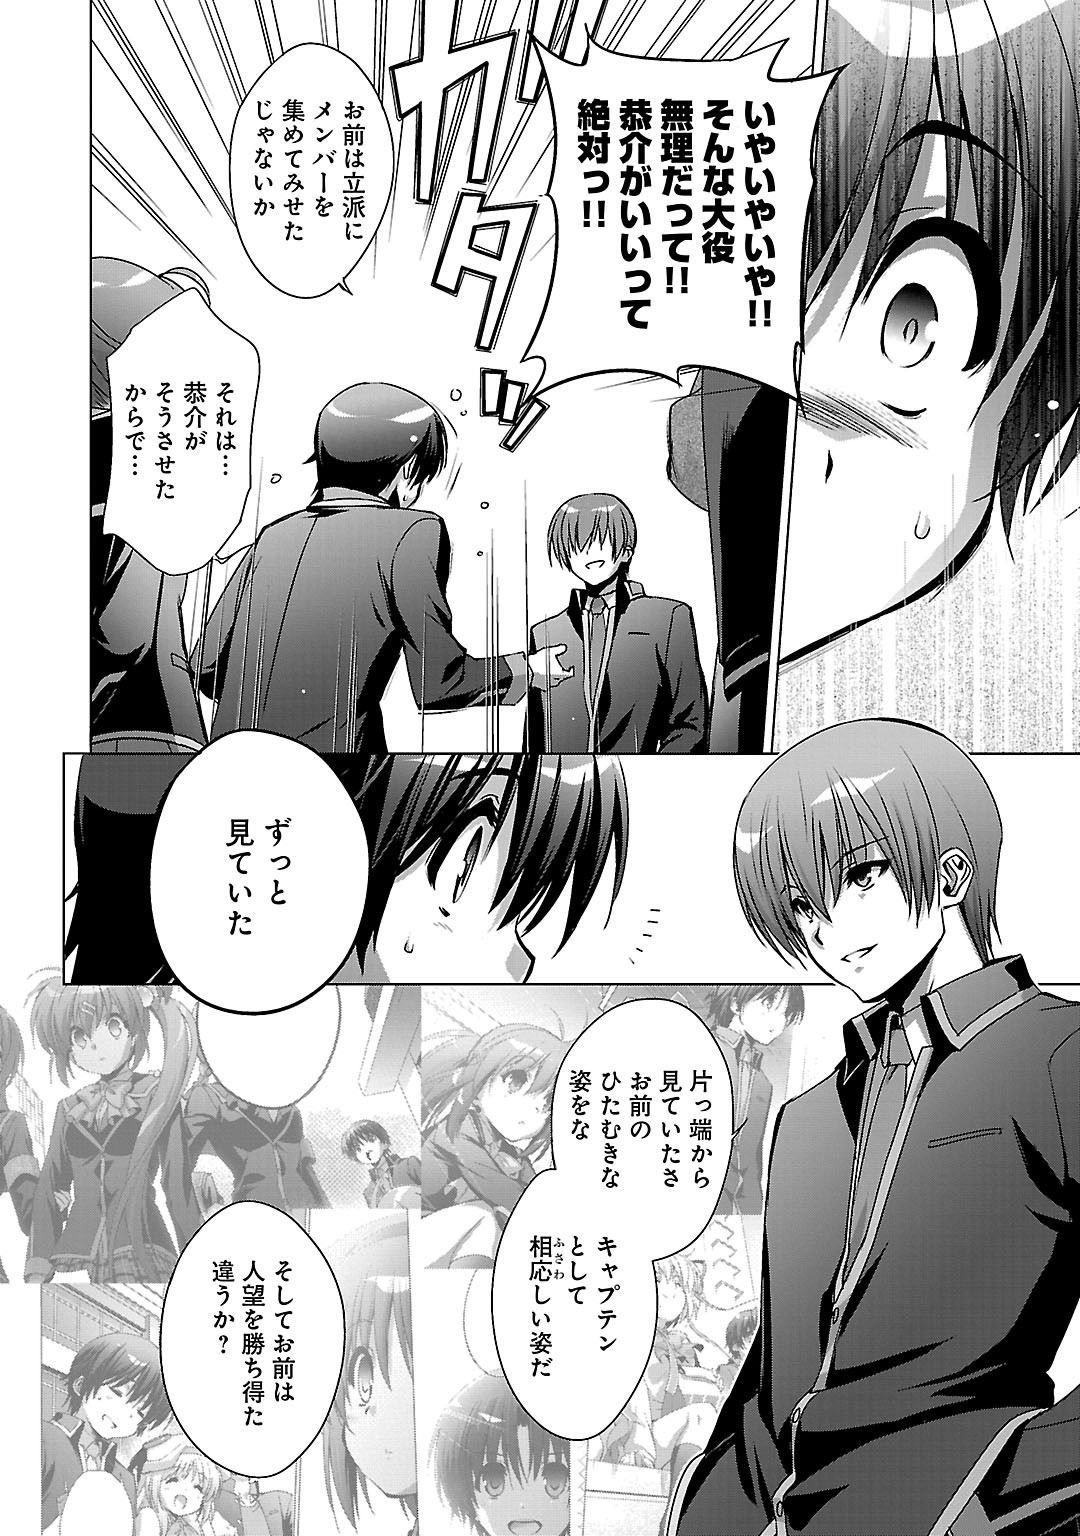 いやいやいや!!
そんな大役
無理だって!!
恭介がいいって
絶対っ!!
ガタッ
お前は立派に
メンバーを
集めてみせた
じゃないか
それは…
恭介が
そうさせた
からで…
ずっと
見ていた
片っ端から
見ていたさ
お前の
ひたむきな
姿をな
キャプテン
として
相応しい姿だ
ふさわ
そしてお前は
人望を勝ち得た
違うか?